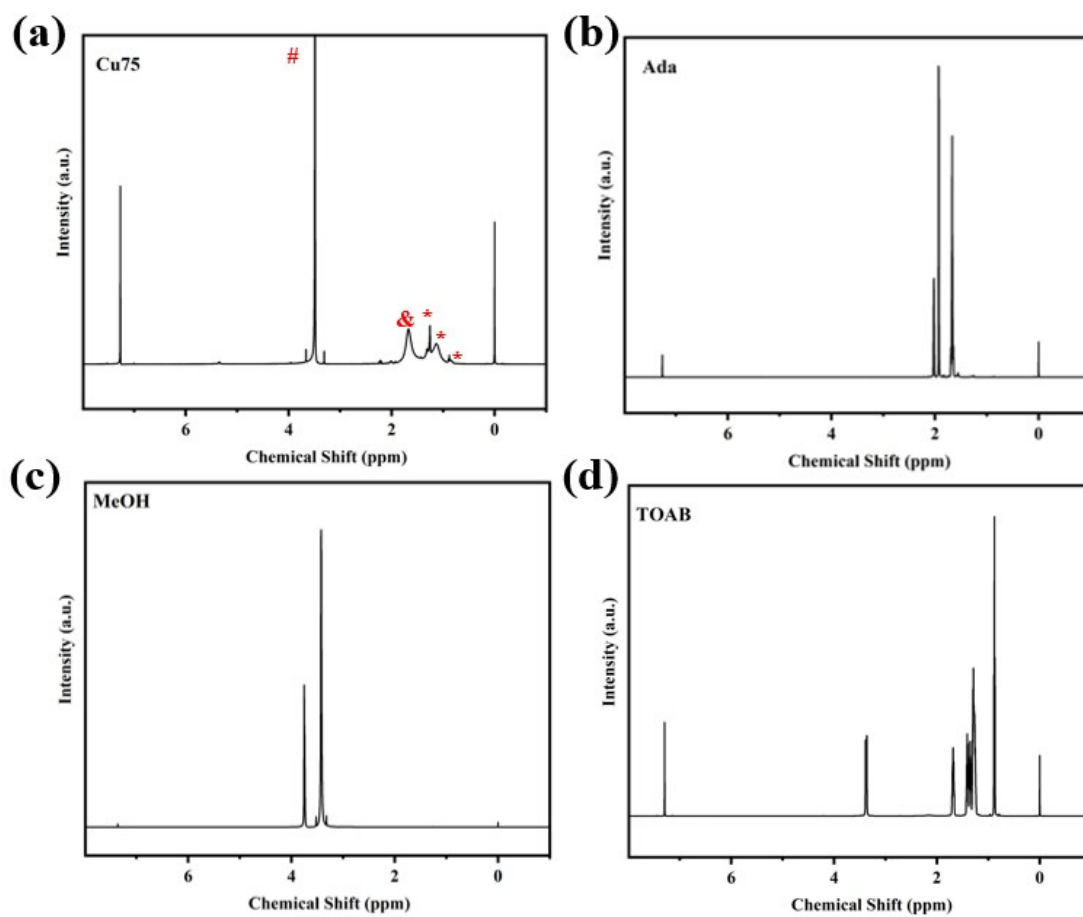 (a)
Cu75
#
&
*
*
*
Intensity (a.u.)
6
4
2
0
Chemical Shift (ppm)
(b)
Ada
Intensity (a.u.)
6
4
2
0
Chemical Shift (ppm)
(c)
MeOH
Intensity (a.u.)
6
4
2
0
Chemical Shift (ppm)
(d)
TOAB
Intensity (a.u.)
6
4
2
0
Chemical Shift (ppm)